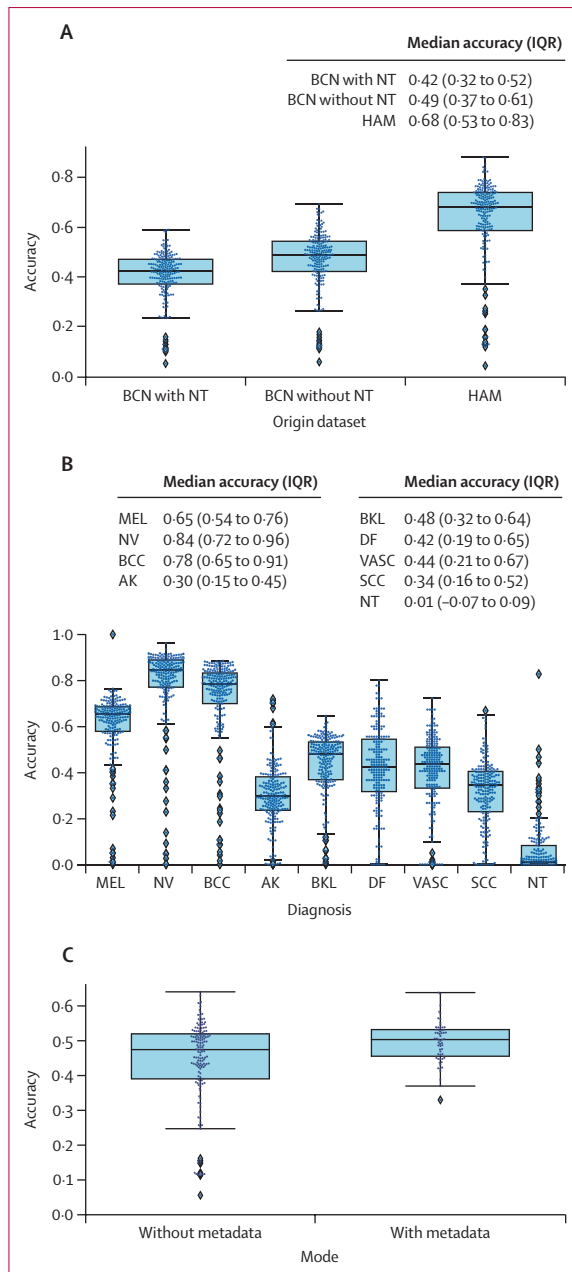 A
Median accuracy (IQR)
BCN with NT 0·42 (0·32 to 0·52)
BCN without NT 0·49 (0·37 to 0·61)
HAM 0·68 (0·53 to 0·83)
0·8
0·6
0·4
0·2
0·0
Accuracy
BCN with NT BCN without NT HAM
Origin dataset
B
Median accuracy (IQR) Median accuracy (IQR)
MEL 0·65 (0·54 to 0·76) BKL 0·48 (0·32 to 0·64)
NV 0·84 (0·72 to 0·96) DF 0·42 (0·19 to 0·65)
BCC 0·78 (0·65 to 0·91) VASC 0·44 (0·21 to 0·67)
AK 0·30 (0·15 to 0·45) SCC 0·34 (0·16 to 0·52)
NT 0·01 (–0·07 to 0·09)
1·0
0·8
0·6
0·4
0·2
0·0
Accuracy
MEL NV BCC AK BKL DF VASC SCC NT
Diagnosis
C
0·6
0·5
0·4
0·3
0·2
0·1
0·0
Accuracy
Without metadata With metadata
Mode